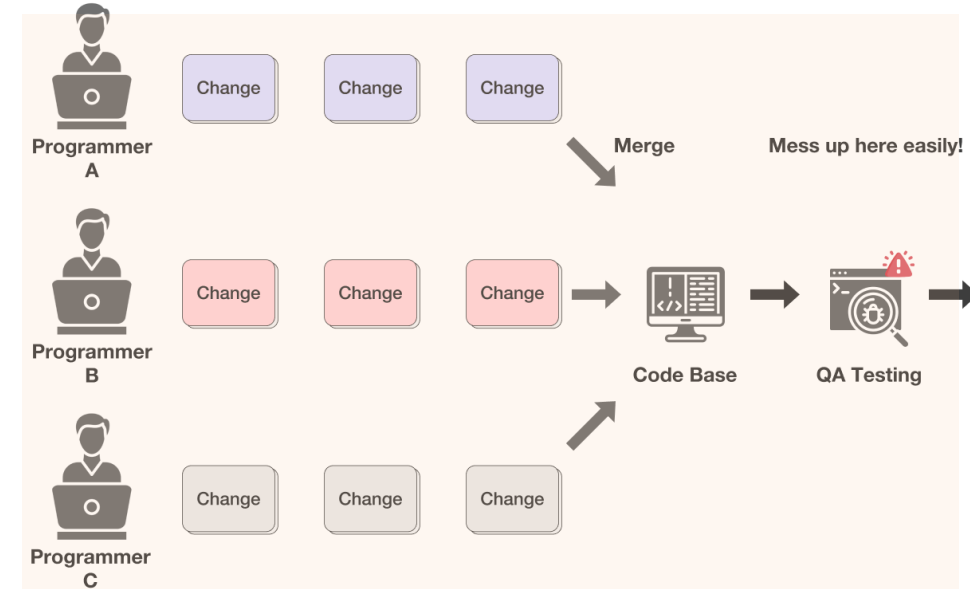 Change Change Change
Programmer
A
Merge
Mess up here easily!
Change Change Change
Programmer
B
Code Base
QA Testing
Change Change Change
Programmer
C